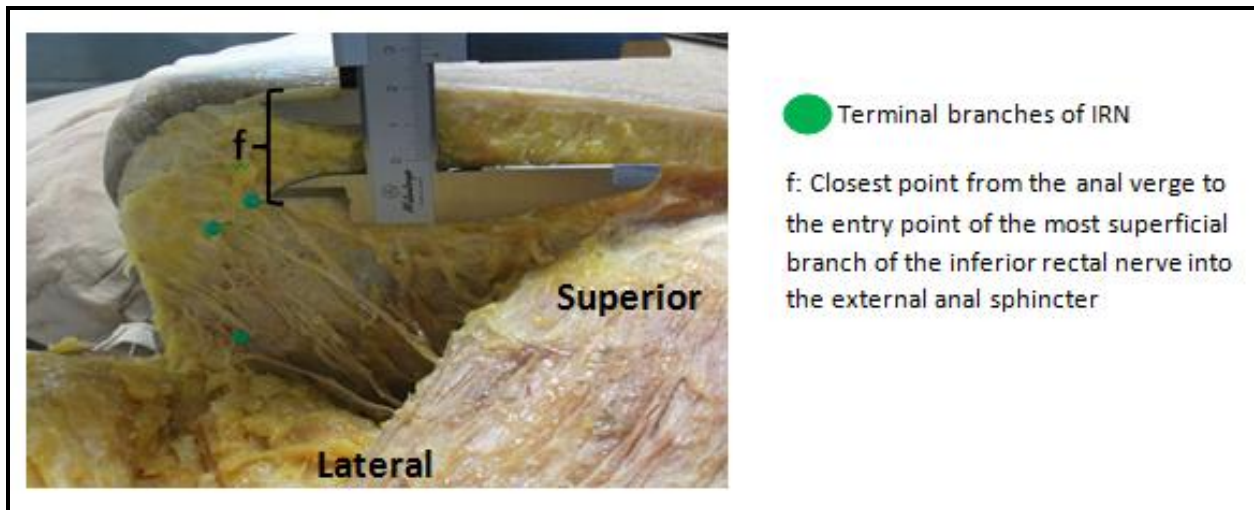 f
Superior
Lateral
Terminal branches of IRN
f: Closest point from the anal verge to
the entry point of the most superficial
branch of the inferior rectal nerve into
the external anal sphincter